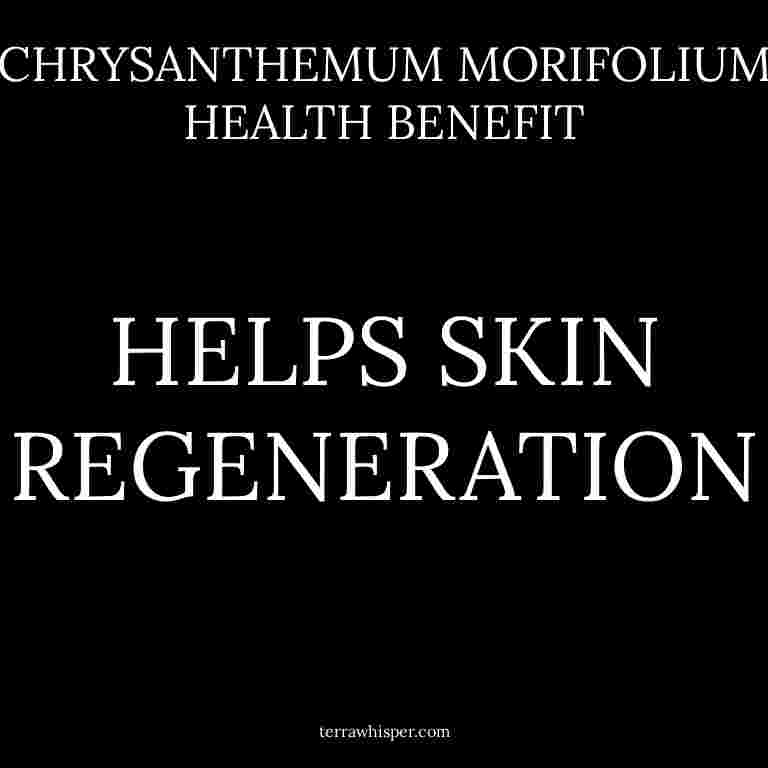 CHRYSANTHEMUM MORIFOLIUM
HEALTH BENEFIT
HELPS SKIN
REGENERATION
terrawhisper.com